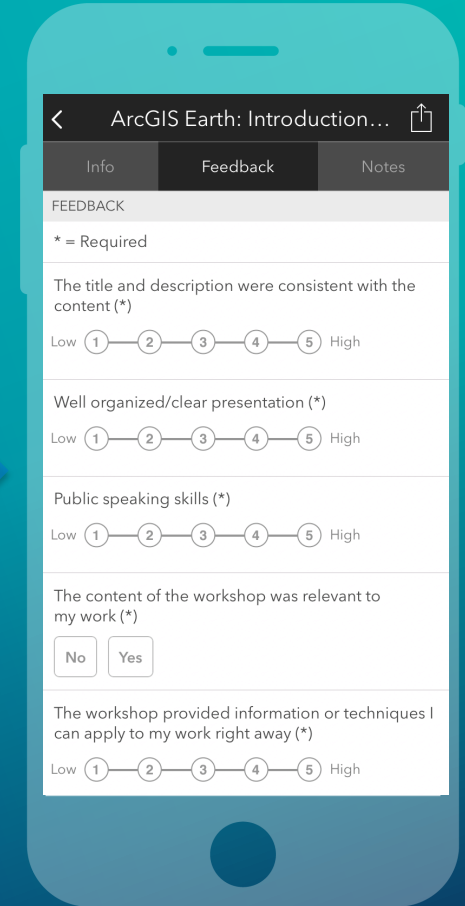 ArcGIS Earth: Introduction...
Info Feedback Notes
FEEDBACK
* = Required
The title and description were consistent with the
content (*)
Low 1 2 3 4 5 High
Well organized/clear presentation (*)
Low 1 2 3 4 5 High
Public speaking skills (*)
Low 1 2 3 4 5 High
The content of the workshop was relevant to
my work (*)
No Yes
The workshop provided information or techniques I
can apply to my work right away (*)
Low 1 2 3 4 5 High